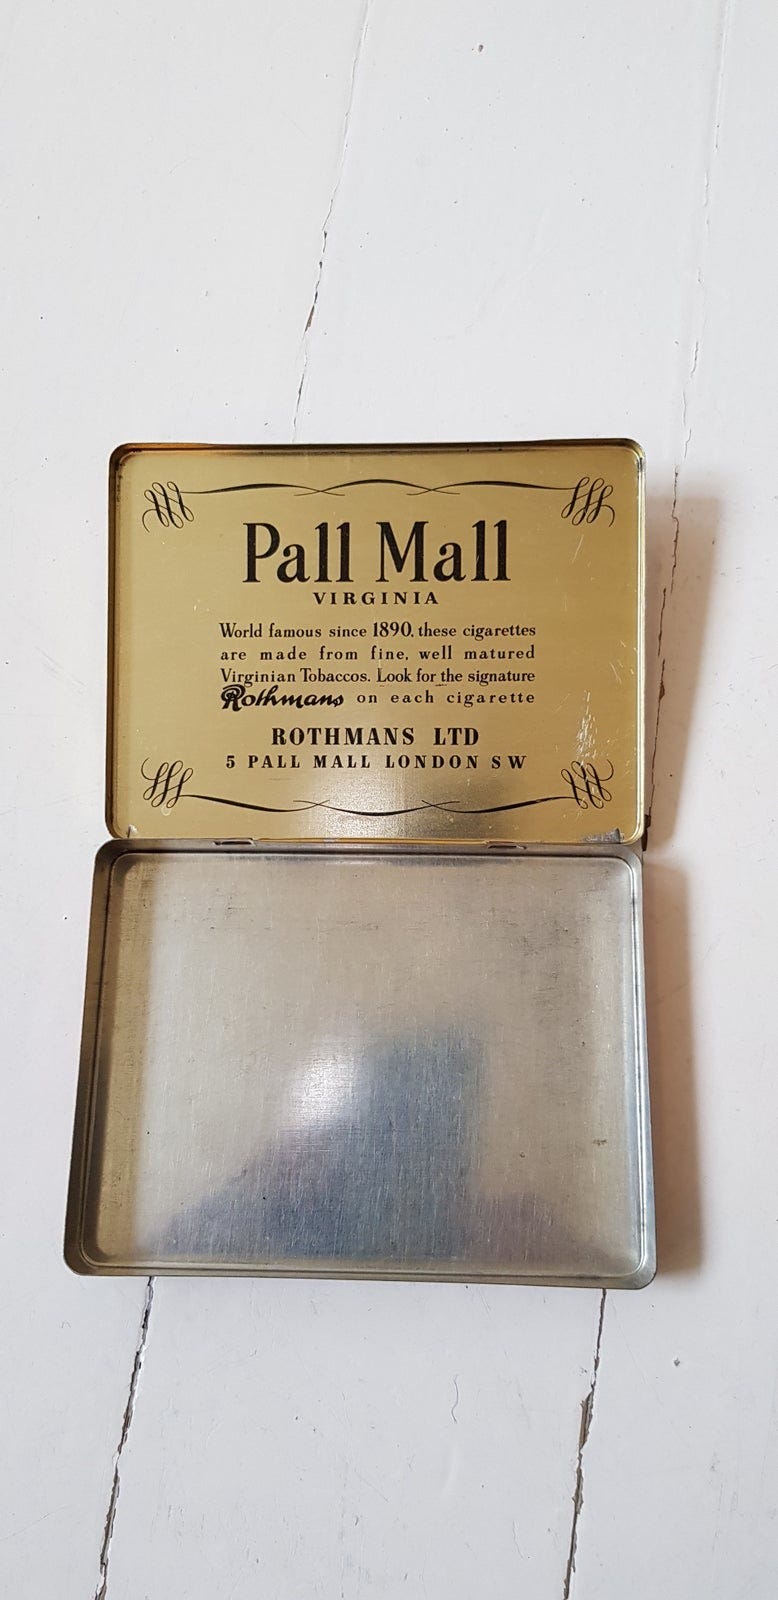 Pall Mall
VIRGINIA
World famous since 1890, these cigarettes
are made from fine, well matured
Virginian Tobaccos. Look for the signature
Rothmans on each cigarette
ROTHMANS LTD
5 PALL MALL LONDON SW